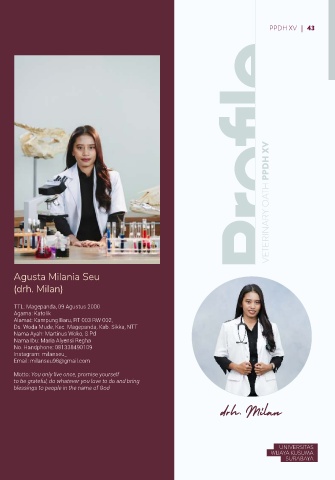 PPDH XV | 43
Profile
VETERINARY OATH PPDH XV
Agusta Milania Seu
(drh. Milan)
TTL: Magepanda, 09 Agustus 2000
Agama: Katolik
Alamat: Kampung Baru, RT 003 RW 002,
Ds. Woda Mude, Kec. Magepanda, Kab. Sikka, NTT
Nama Ayah: Martinus Woko, S.Pd
Nama Ibu: Maria Alyensi Regha
No. Handphone: 081338490109
Instagram: milanseu_
Email: milanseu99@gmail.com
Motto: You only live once, promise yourself
to be grateful, do whatever you love to do and bring
blessings to people in the name of God
drh. Milan
UNIVERSITAS
WIJAYA KUSUMA
SURABAYA